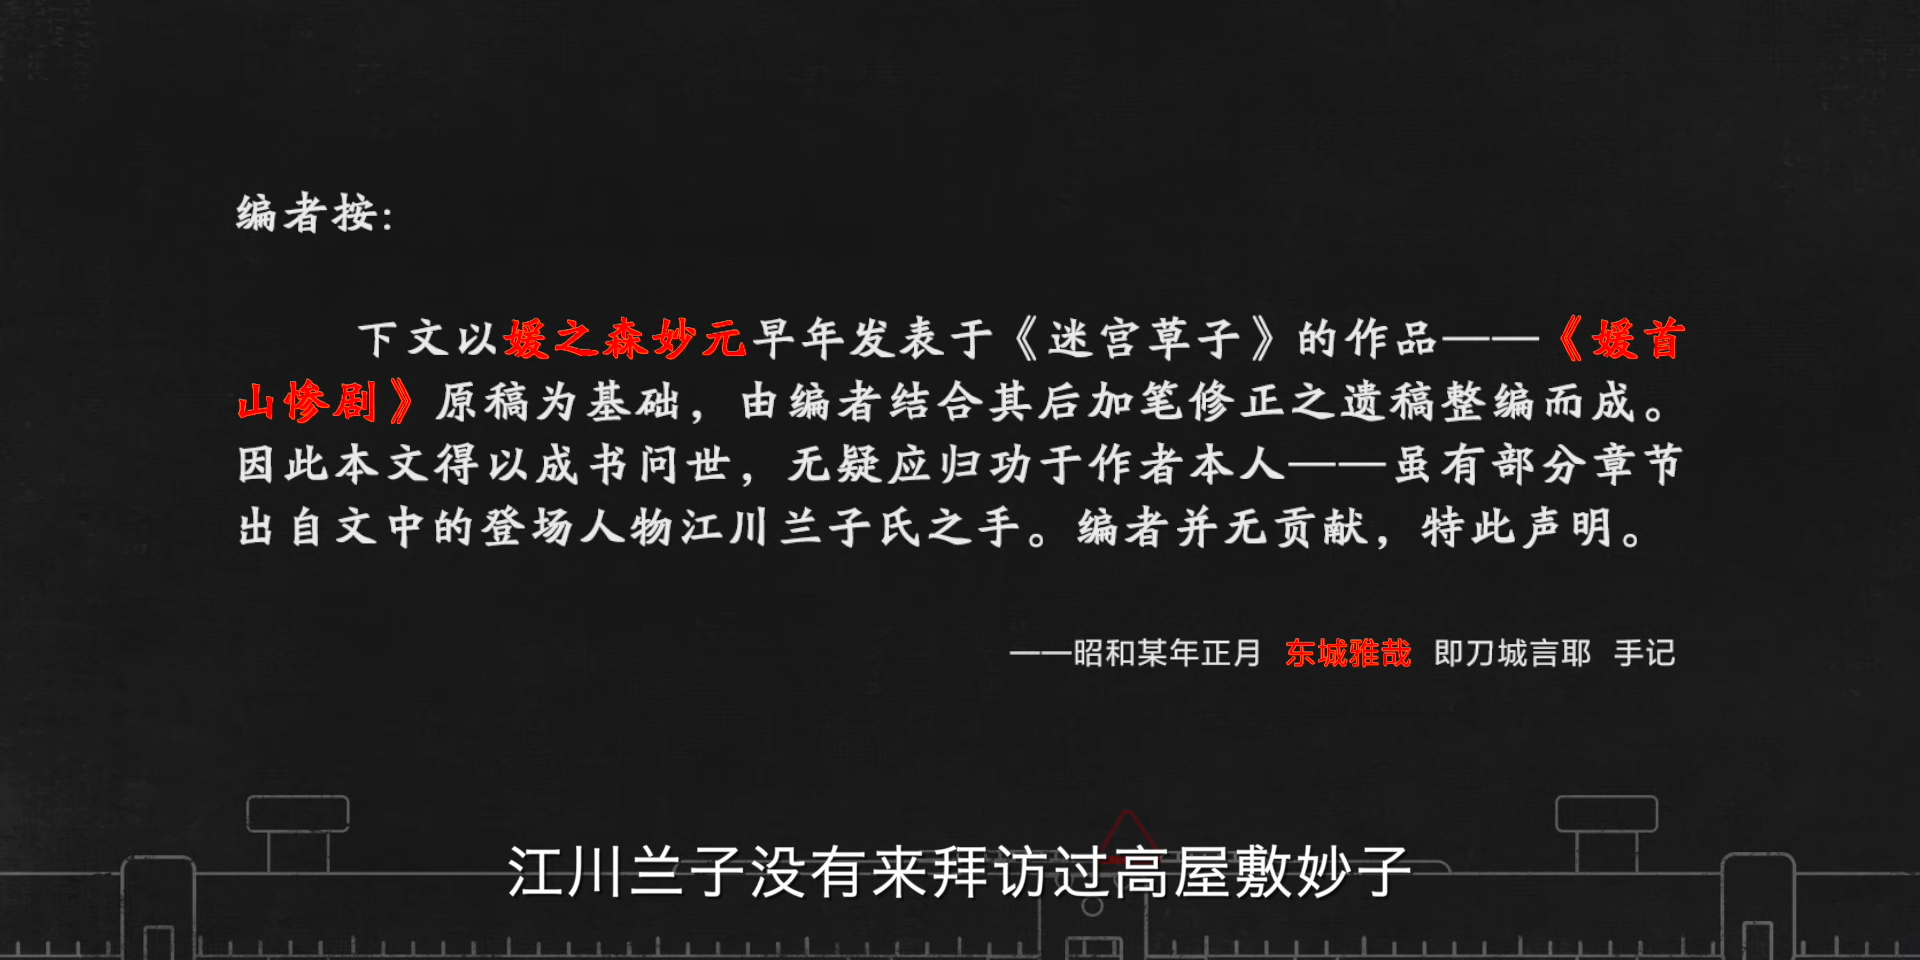 编者按:
下文以媛之森妙元早年发表于《迷宫草子》的作品——《媛首
山惨剧》原稿为基础，由编者结合其后加笔修正之遗稿整编而成。
因此本文得以成书问世，无疑应归功于作者本人——虽有部分章节
出自文中的登场人物江川兰子氏之手。编者并无贡献，特此声明。
——昭和某年正月 东城雅哉 即刀城言耶 手记
江川兰子没有来拜访过高屋敷妙子